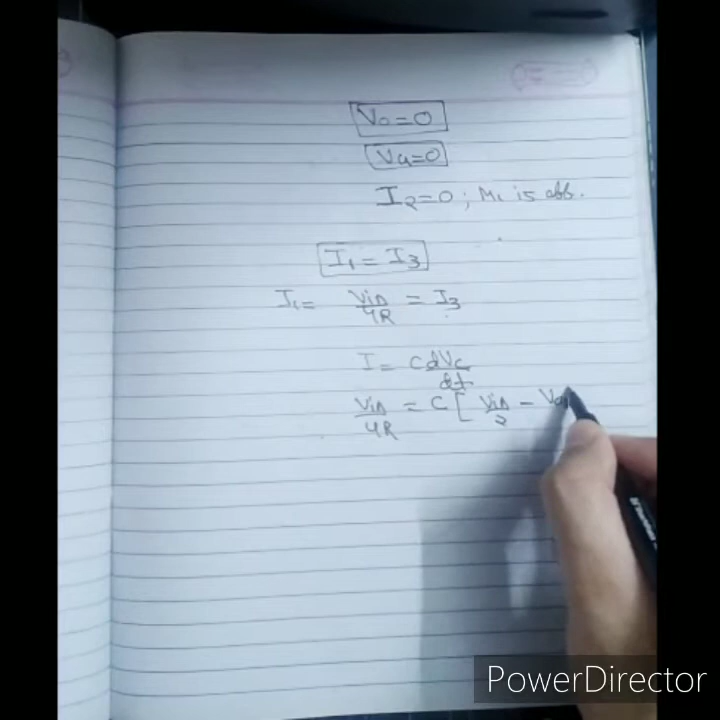 Vo=0
Va=0
I2=0 ; M1 is off.
I1 = I3
I1= Vin/4R = I3
I = C dVc/dt
Vin/4R = C [ Vin/2 -
PowerDirector